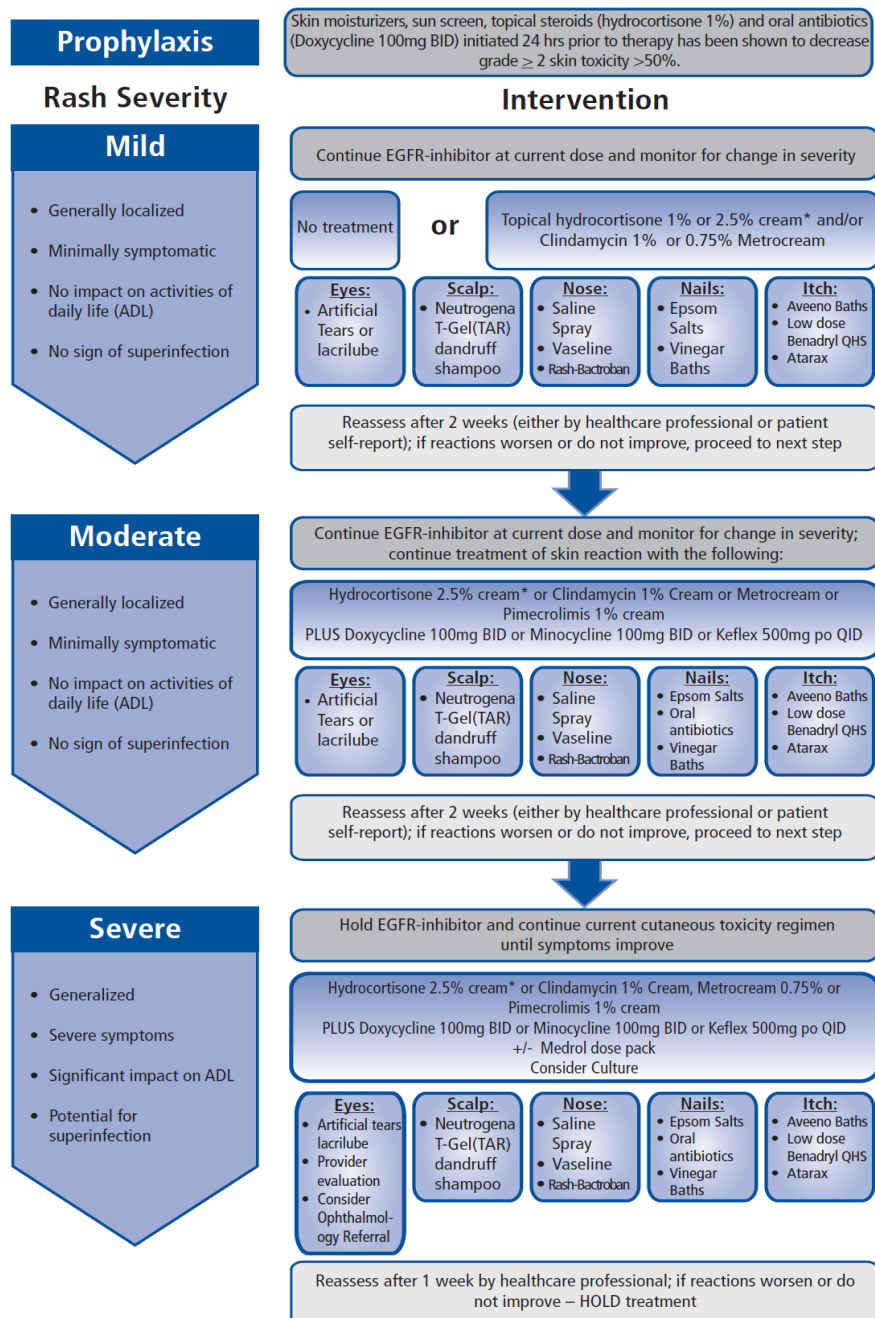 Prophylaxis
Skin moisturizers, sun screen, topical steroids (hydrocortisone 1%) and oral antibiotics
(Doxycycline 100mg BID) initiated 24 hrs prior to therapy has been shown to decrease
grade ≥ 2 skin toxicity >50%.
Rash Severity
Intervention
Mild
• Generally localized
• Minimally symptomatic
• No impact on activities of
daily life (ADL)
• No sign of superinfection
Continue EGFR-inhibitor at current dose and monitor for change in severity
No treatment
or
Topical hydrocortisone 1% or 2.5% cream* and/or
Clindamycin 1% or 0.75% Metrocream
Eyes:
• Artificial
Tears or
lacrilube
Scalp:
• Neutrogena
T-Gel(TAR)
dandruff
shampoo
Nose:
• Saline
Spray
• Vaseline
• Rash-Bactroban
Nails:
• Epsom
Salts
• Vinegar
Baths
Itch:
• Aveeno Baths
• Low dose
Benadryl QHS
• Atarax
Reassess after 2 weeks (either by healthcare professional or patient
self-report); if reactions worsen or do not improve, proceed to next step
Moderate
• Generally localized
• Minimally symptomatic
• No impact on activities of
daily life (ADL)
• No sign of superinfection
Continue EGFR-inhibitor at current dose and monitor for change in severity;
continue treatment of skin reaction with the following:
Hydrocortisone 2.5% cream* or Clindamycin 1% Cream or Metrocream or
Pimecrolimis 1% cream
PLUS Doxycycline 100mg BID or Minocycline 100mg BID or Keflex 500mg po QID
Eyes:
• Artificial
Tears or
lacrilube
Scalp:
• Neutrogena
T-Gel(TAR)
dandruff
shampoo
Nose:
• Saline
Spray
• Vaseline
• Rash-Bactroban
Nails:
• Epsom Salts
• Oral
antibiotics
• Vinegar
Baths
Itch:
• Aveeno Baths
• Low dose
Benadryl QHS
• Atarax
Reassess after 2 weeks (either by healthcare professional or patient
self-report); if reactions worsen or do not improve, proceed to next step
Severe
• Generalized
• Severe symptoms
• Significant impact on ADL
• Potential for
superinfection
Hold EGFR-inhibitor and continue current cutaneous toxicity regimen
until symptoms improve
Hydrocortisone 2.5% cream* or Clindamycin 1% Cream, Metrocream 0.75% or
Pimecrolimis 1% cream
PLUS Doxycycline 100mg BID or Minocycline 100mg BID or Keflex 500mg po QID
+/- Medrol dose pack
Consider Culture
Eyes:
• Artificial tears
lacrilube
• Provider
evaluation
• Consider
Ophthalmol-
ogy Referral
Scalp:
• Neutrogena
T-Gel(TAR)
dandruff
shampoo
Nose:
• Saline
Spray
• Vaseline
• Rash-Bactroban
Nails:
• Epsom Salts
• Oral
antibiotics
• Vinegar
Baths
Itch:
• Aveeno Baths
• Low dose
Benadryl QHS
• Atarax
Reassess after 1 week by healthcare professional; if reactions worsen or do
not improve – HOLD treatment